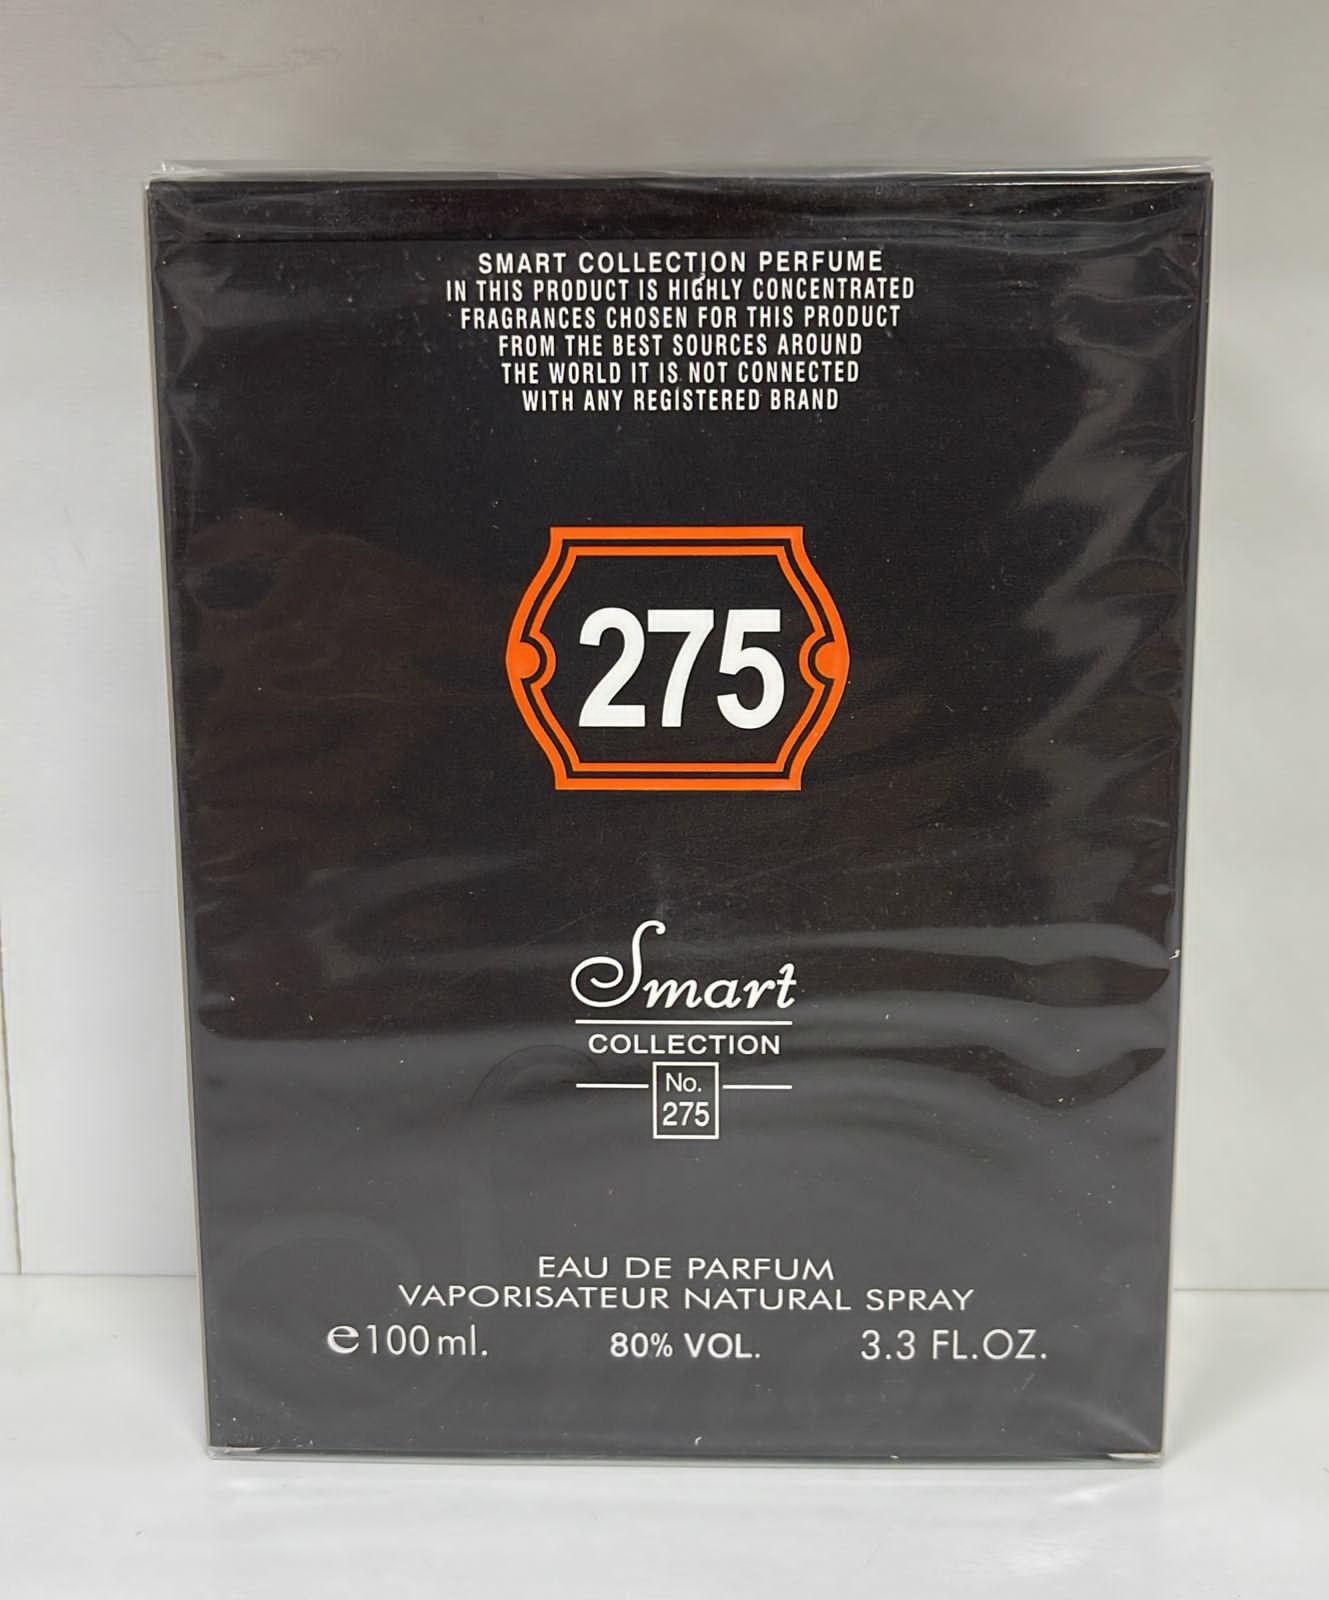 SMART COLLECTION PERFUME
IN THIS PRODUCT IS HIGHLY CONCENTRATED
FRAGRANCES CHOSEN FOR THIS PRODUCT
FROM THE BEST SOURCES AROUND
THE WORLD IT IS NOT CONNECTED
WITH ANY REGISTERED BRAND
275
Smart
COLLECTION
No.
275
EAU DE PARFUM
VAPORISATEUR NATURAL SPRAY
℮100ml. 80% VOL. 3.3 FL.OZ.